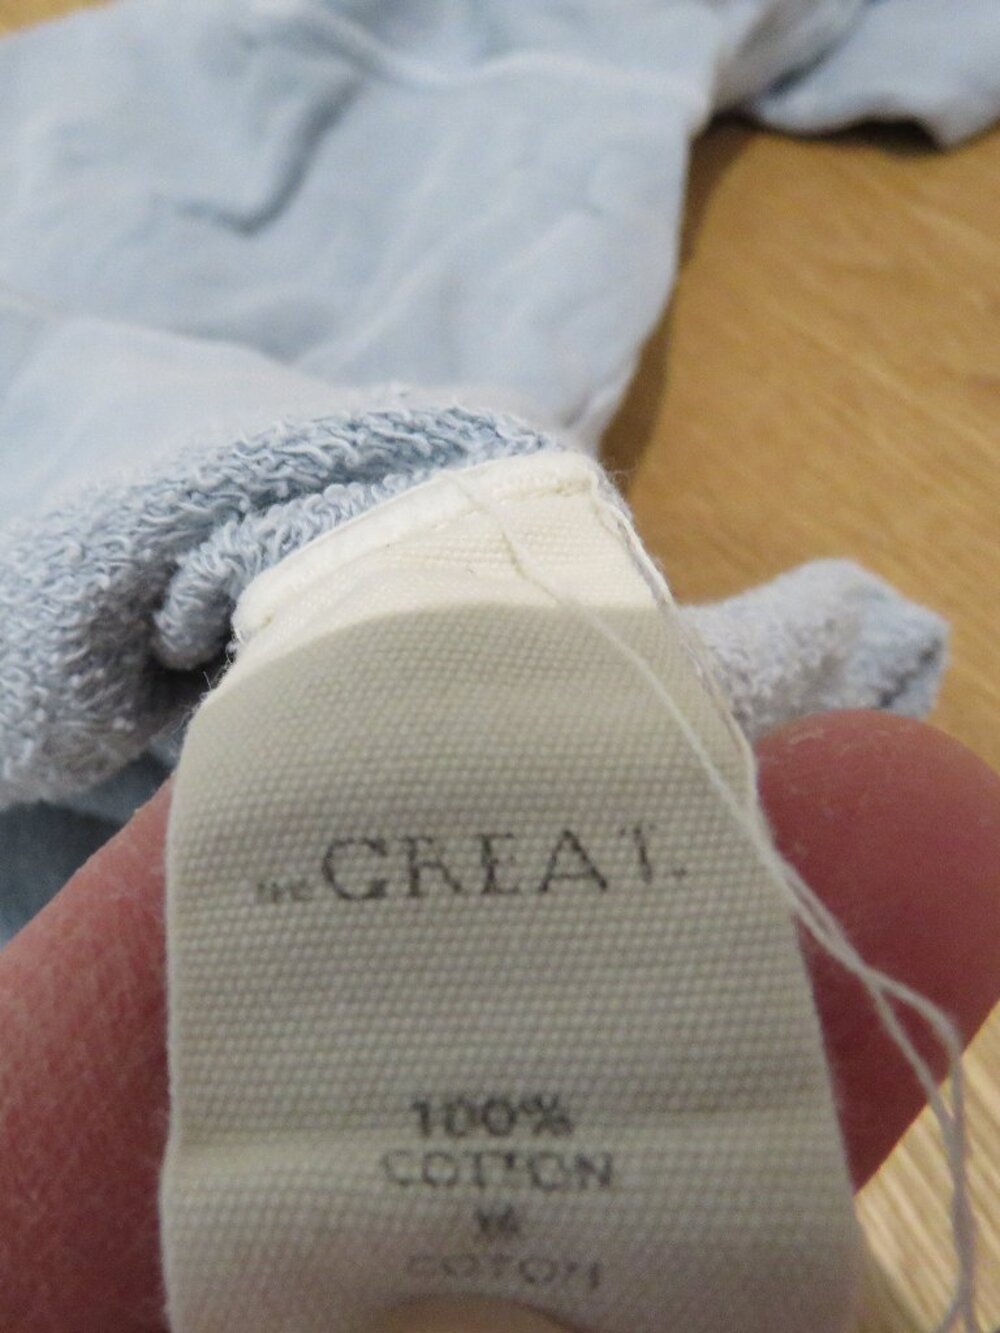 THE GREAT.
100%
COTTON
COTON